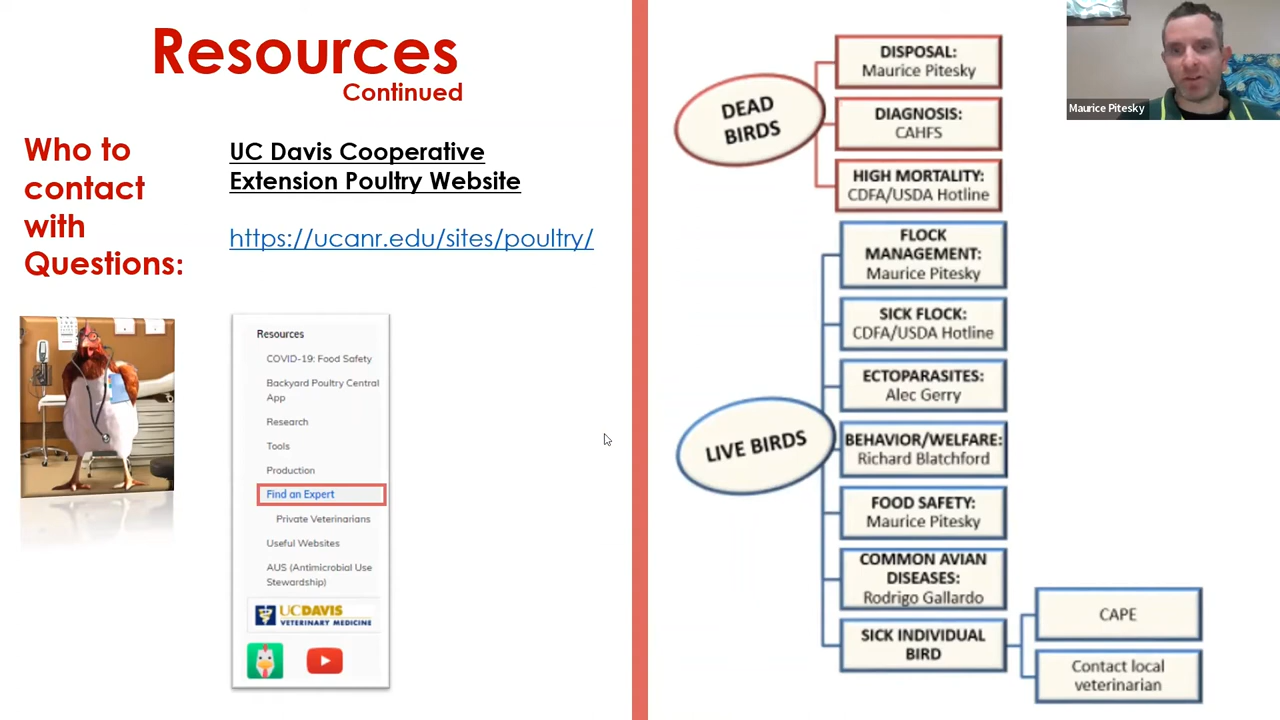 Resources
Continued
Who to
contact
with
Questions:
UC Davis Cooperative
Extension Poultry Website
https://ucanr.edu/sites/poultry/
Resources
COVID-19: Food Safety
Backyard Poultry Central
App
Research
Tools
Production
Find an Expert
Private Veterinarians
Useful Websites
AUS (Antimicrobial Use
Stewardship)
UCDAVIS
VETERINARY MEDICINE
DEAD
BIRDS
DISPOSAL:
Maurice Pitesky
DIAGNOSIS:
CAHFS
HIGH MORTALITY:
CDFA/USDA Hotline
LIVE BIRDS
FLOCK
MANAGEMENT:
Maurice Pitesky
SICK FLOCK:
CDFA/USDA Hotline
ECTOPARASITES:
Alec Gerry
BEHAVIOR/WELFARE:
Richard Blatchford
FOOD SAFETY:
Maurice Pitesky
COMMON AVIAN
DISEASES:
Rodrigo Gallardo
SICK INDIVIDUAL
BIRD
CAPE
Contact local
veterinarian
Maurice Pitesky